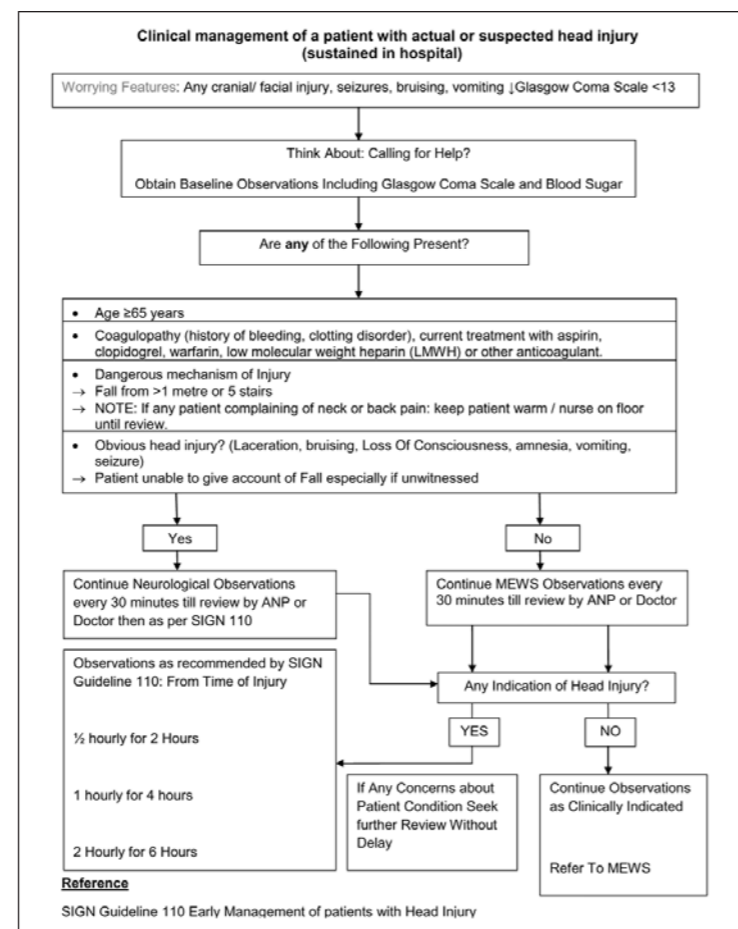 Clinical management of a patient with actual or suspected head injury
(sustained in hospital)
Worrying Features: Any cranial/ facial injury, seizures, bruising, vomiting ↓Glasgow Coma Scale <13
Think About: Calling for Help?
Obtain Baseline Observations Including Glasgow Coma Scale and Blood Sugar
Are any of the Following Present?
• Age ≥65 years
• Coagulopathy (history of bleeding, clotting disorder), current treatment with aspirin,
clopidogrel, warfarin, low molecular weight heparin (LMWH) or other anticoagulant.
• Dangerous mechanism of Injury
→ Fall from >1 metre or 5 stairs
→ NOTE: If any patient complaining of neck or back pain: keep patient warm / nurse on floor
until review.
• Obvious head injury? (Laceration, bruising, Loss Of Consciousness, amnesia, vomiting,
seizure)
→ Patient unable to give account of Fall especially if unwitnessed
Yes
No
Continue Neurological Observations
every 30 minutes till review by ANP or
Doctor then as per SIGN 110
Continue MEWS Observations every
30 minutes till review by ANP or Doctor
Any Indication of Head Injury?
YES
NO
Observations as recommended by SIGN
Guideline 110: From Time of Injury
½ hourly for 2 Hours
1 hourly for 4 hours
2 Hourly for 6 Hours
If Any Concerns about
Patient Condition Seek
further Review Without
Delay
Continue Observations
as Clinically Indicated
Refer To MEWS
Reference
SIGN Guideline 110 Early Management of patients with Head Injury